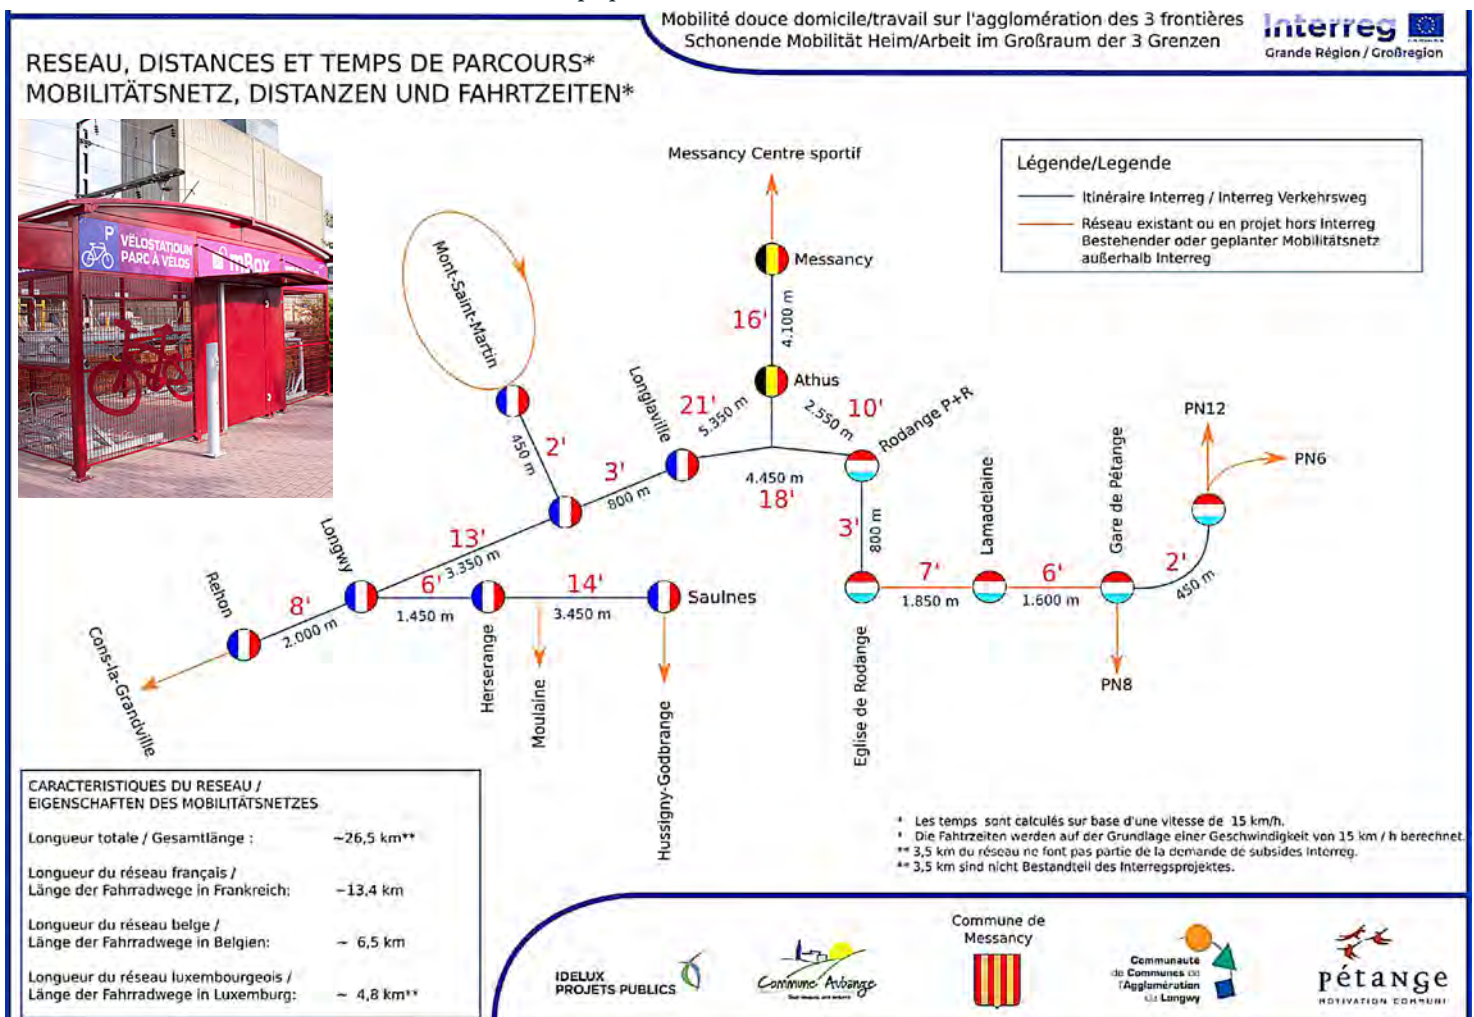 Mobilité douce domicile/travail sur l'agglomération des 3 frontières
Schonende Mobilität Heim/Arbeit im Großraum der 3 Grenzen
Interreg
Grande Région / Großregion
RESEAU, DISTANCES ET TEMPS DE PARCOURS*
MOBILITÄTSNETZ, DISTANZEN UND FAHRTZEITEN*
P
VËLOSTATIOUN
PARC À VÉLOS
mBox
Légende/Legende
Itinéraire Interreg / Interreg Verkehrsweg
Réseau existant ou en projet hors Interreg
Bestehender oder geplanter Mobilitätsnetz
außerhalb Interreg
Messancy Centre sportif
Messancy
16'
4.100 m
Athus
Mont-Saint-Martin
2'
450 m
Longlaville
21'
5.350 m
10'
2.550 m
Rodange P+R
3'
800 m
4.450 m
18'
3'
800 m
Lamadelaine
Gare de Pétange
PN12
PN6
Longwy
13'
3.350 m
Rehon
8'
2.000 m
6'
1.450 m
14'
3.450 m
Saulnes
7'
1.850 m
6'
1.600 m
2'
450 m
PN8
Cons-la-Grandville
Herserange
Moulaine
Hussigny-Godbrange
Eglise de Rodange
CARACTERISTIQUES DU RESEAU /
EIGENSCHAFTEN DES MOBILITÄTSNETZES
Longueur totale / Gesamtlänge : ~26,5 km**
Longueur du réseau français /
Länge der Fahrradwege in Frankreich: ~13,4 km
Longueur du réseau belge /
Länge der Fahrradwege in Belgien: ~ 6,5 km
Longueur du réseau luxembourgeois /
Länge der Fahrradwege in Luxemburg: ~ 4,8 km**
* Les temps sont calculés sur base d'une vitesse de 15 km/h.
* Die Fahrtzeiten werden auf der Grundlage einer Geschwindigkeit von 15 km / h berechnet.
** 3,5 km du réseau ne font pas partie de la demande de subsides Interreg.
** 3,5 km sind nicht Bestandteil des Interregsprojektes.
IDELUX
PROJETS PUBLICS
Commune Aubange
Commune de
Messancy
Communauté
de Communes de
l'Agglomération
de Longwy
Pétange